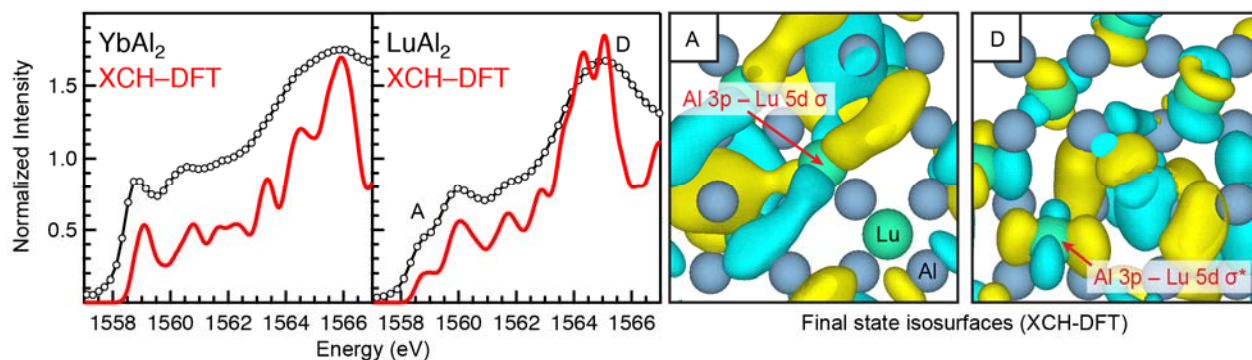 YbAl2
XCH–DFT
LuAl2
XCH–DFT
A
D
Normalized Intensity
1.5
1.0
0.5
1558 1560 1562 1564 1566
1558 1560 1562 1564 1566
Energy (eV)
A
Al 3p – Lu 5d σ
Lu
Al
D
Al 3p – Lu 5d σ*
Final state isosurfaces (XCH-DFT)